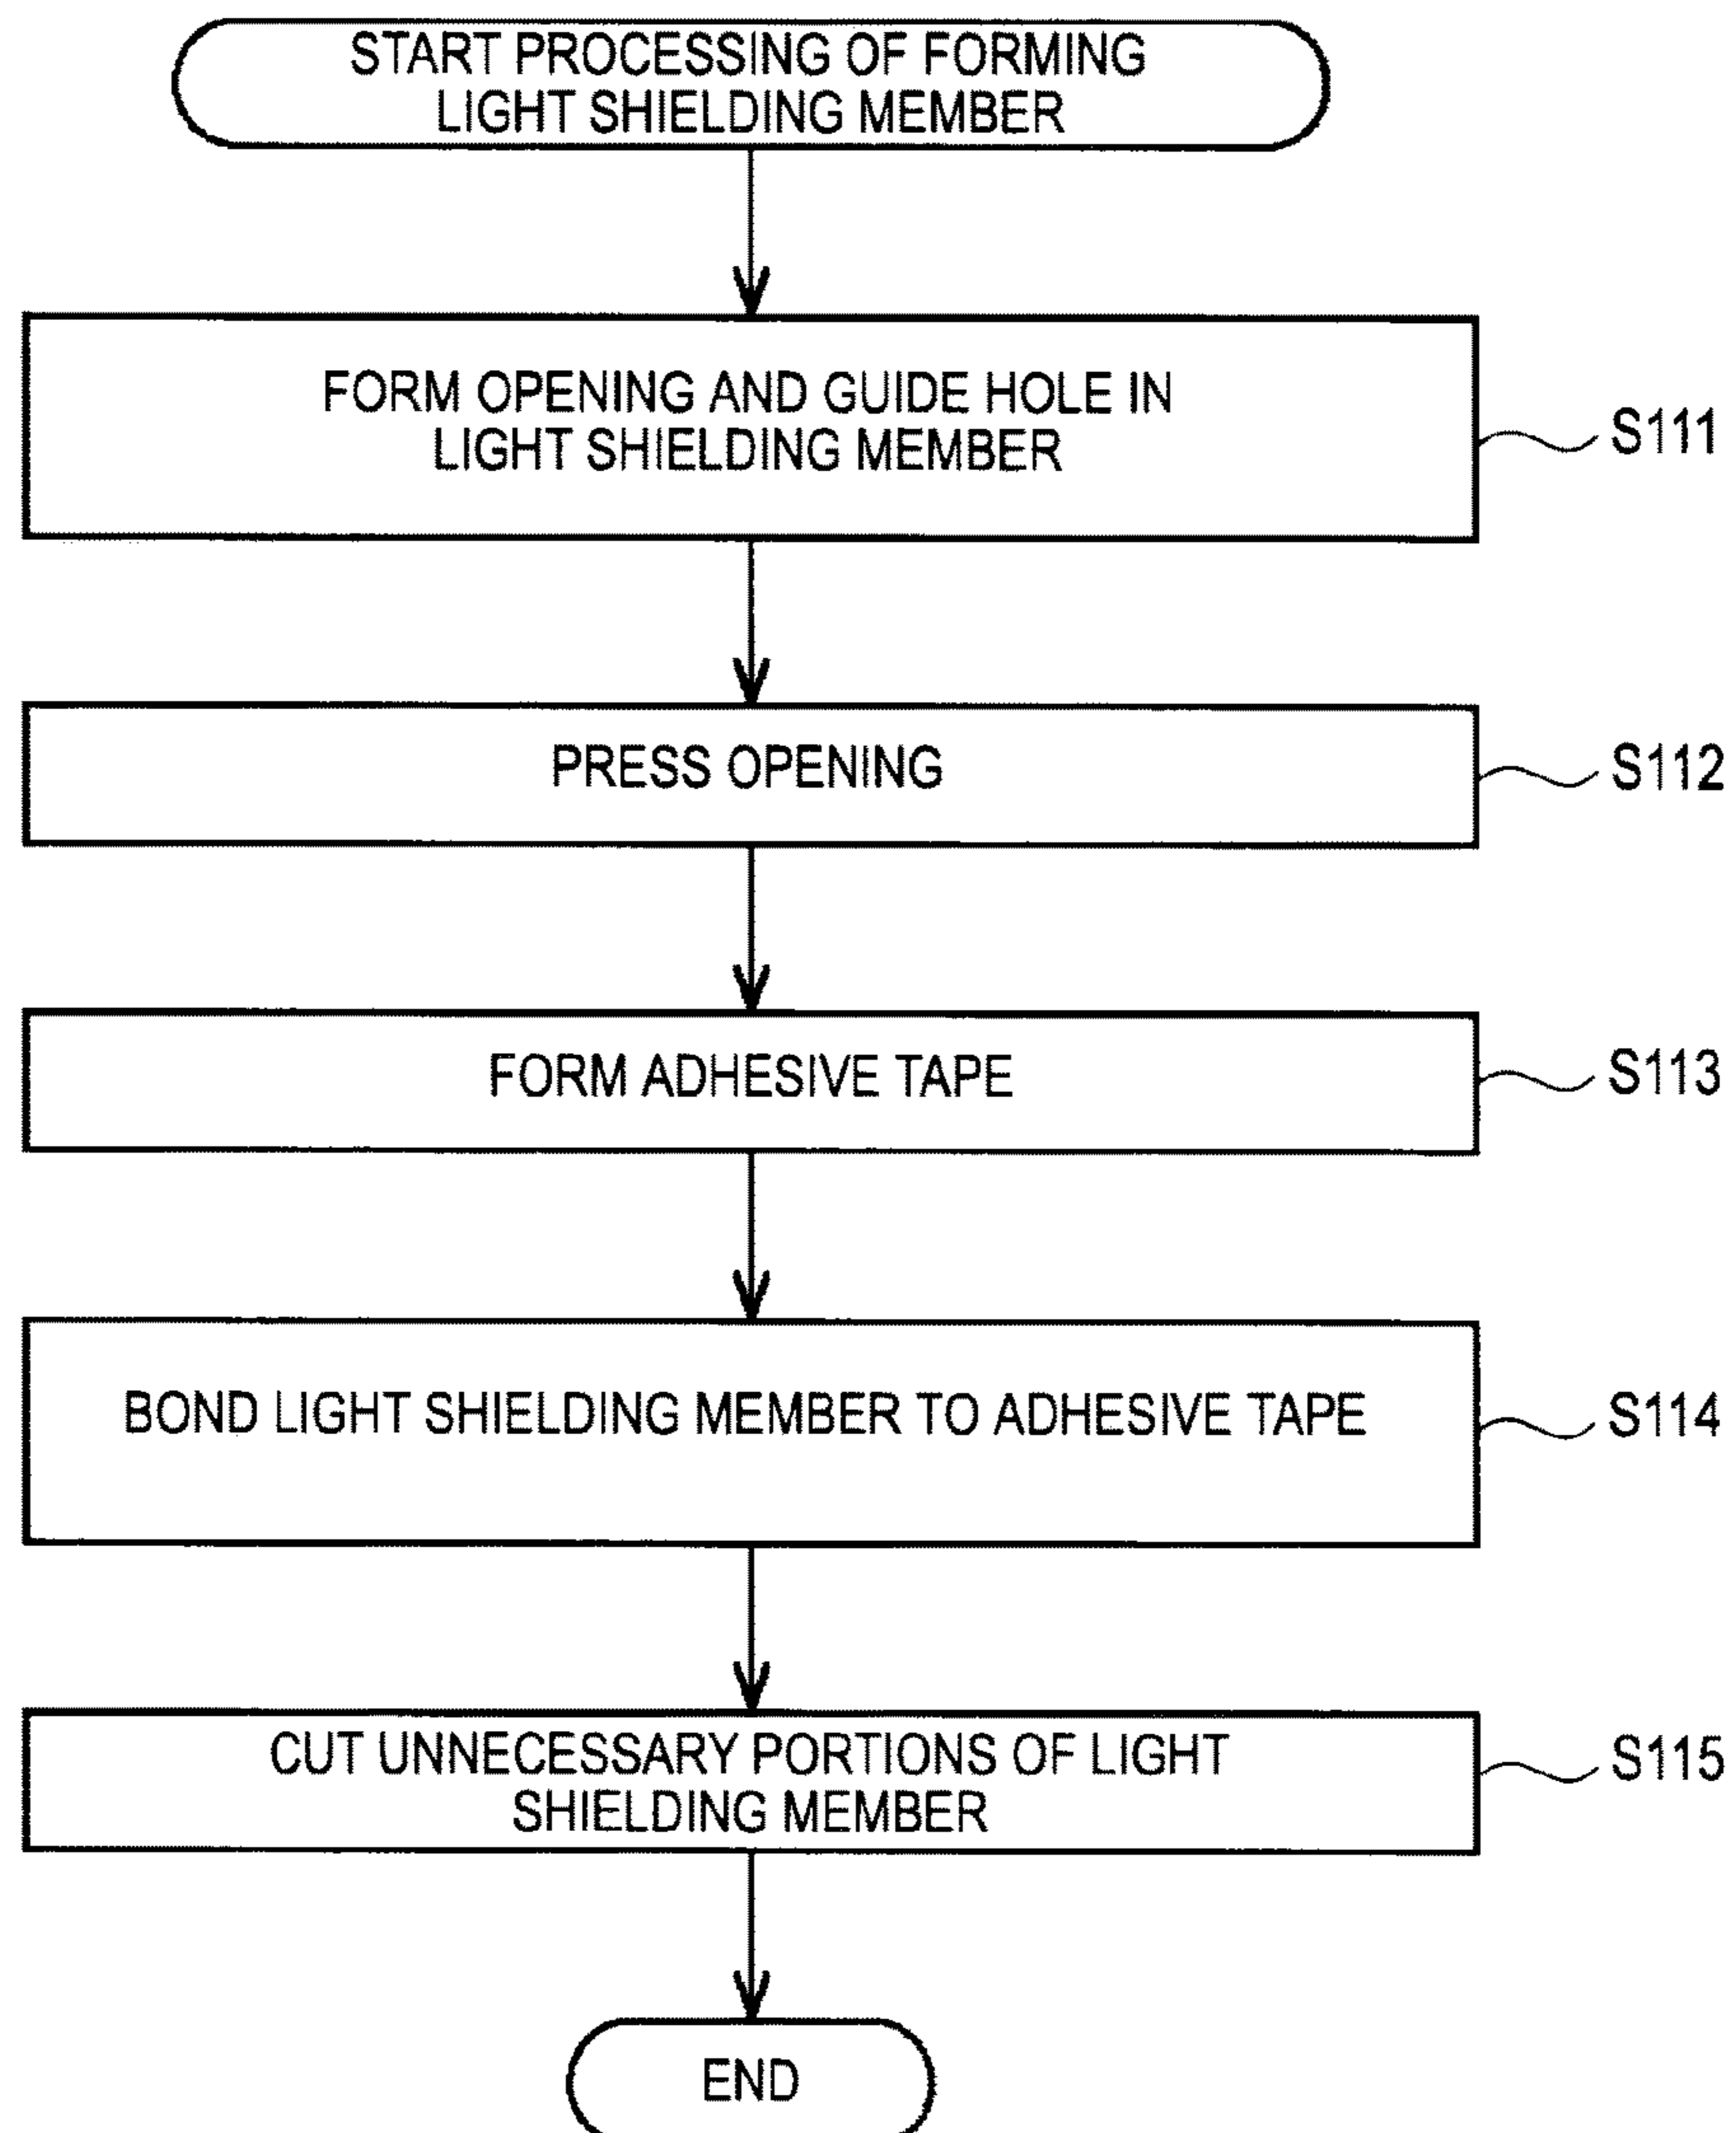 START PROCESSING OF FORMING
LIGHT SHIELDING MEMBER
FORM OPENING AND GUIDE HOLE IN
LIGHT SHIELDING MEMBER
S111
PRESS OPENING
S112
FORM ADHESIVE TAPE
S113
BOND LIGHT SHIELDING MEMBER TO ADHESIVE TAPE
S114
CUT UNNECESSARY PORTIONS OF LIGHT
SHIELDING MEMBER
S115
END